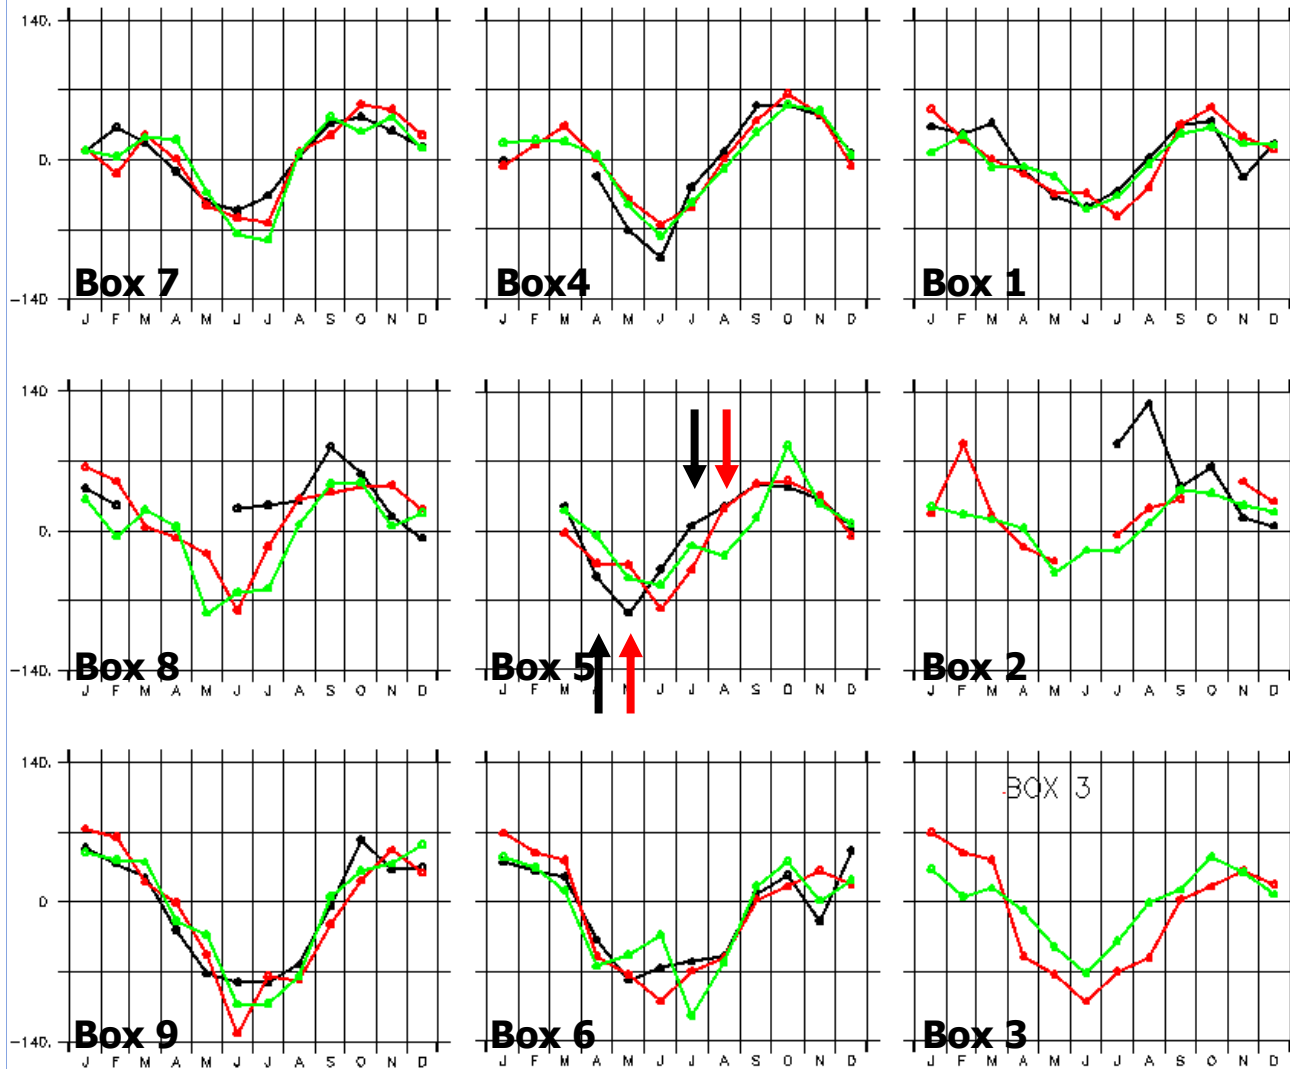 140.
0.
-140
Box 7
Box4
Box 1
J F M A M J J A S O N D
J F M A M J J A S O N D
J F M A M J J A S O N D
140
0.
-140.
Box 8
Box 5
Box 2
J F M A M J J A S O N D
J F M A M J J A S O N D
J F M A M J J A S O N D
140.
0
-140.
BOX 3
Box 9
Box 6
Box 3
J F M A M J J A S O N D
J F M A M J J A S O N D
J F M A M J J A S O N D